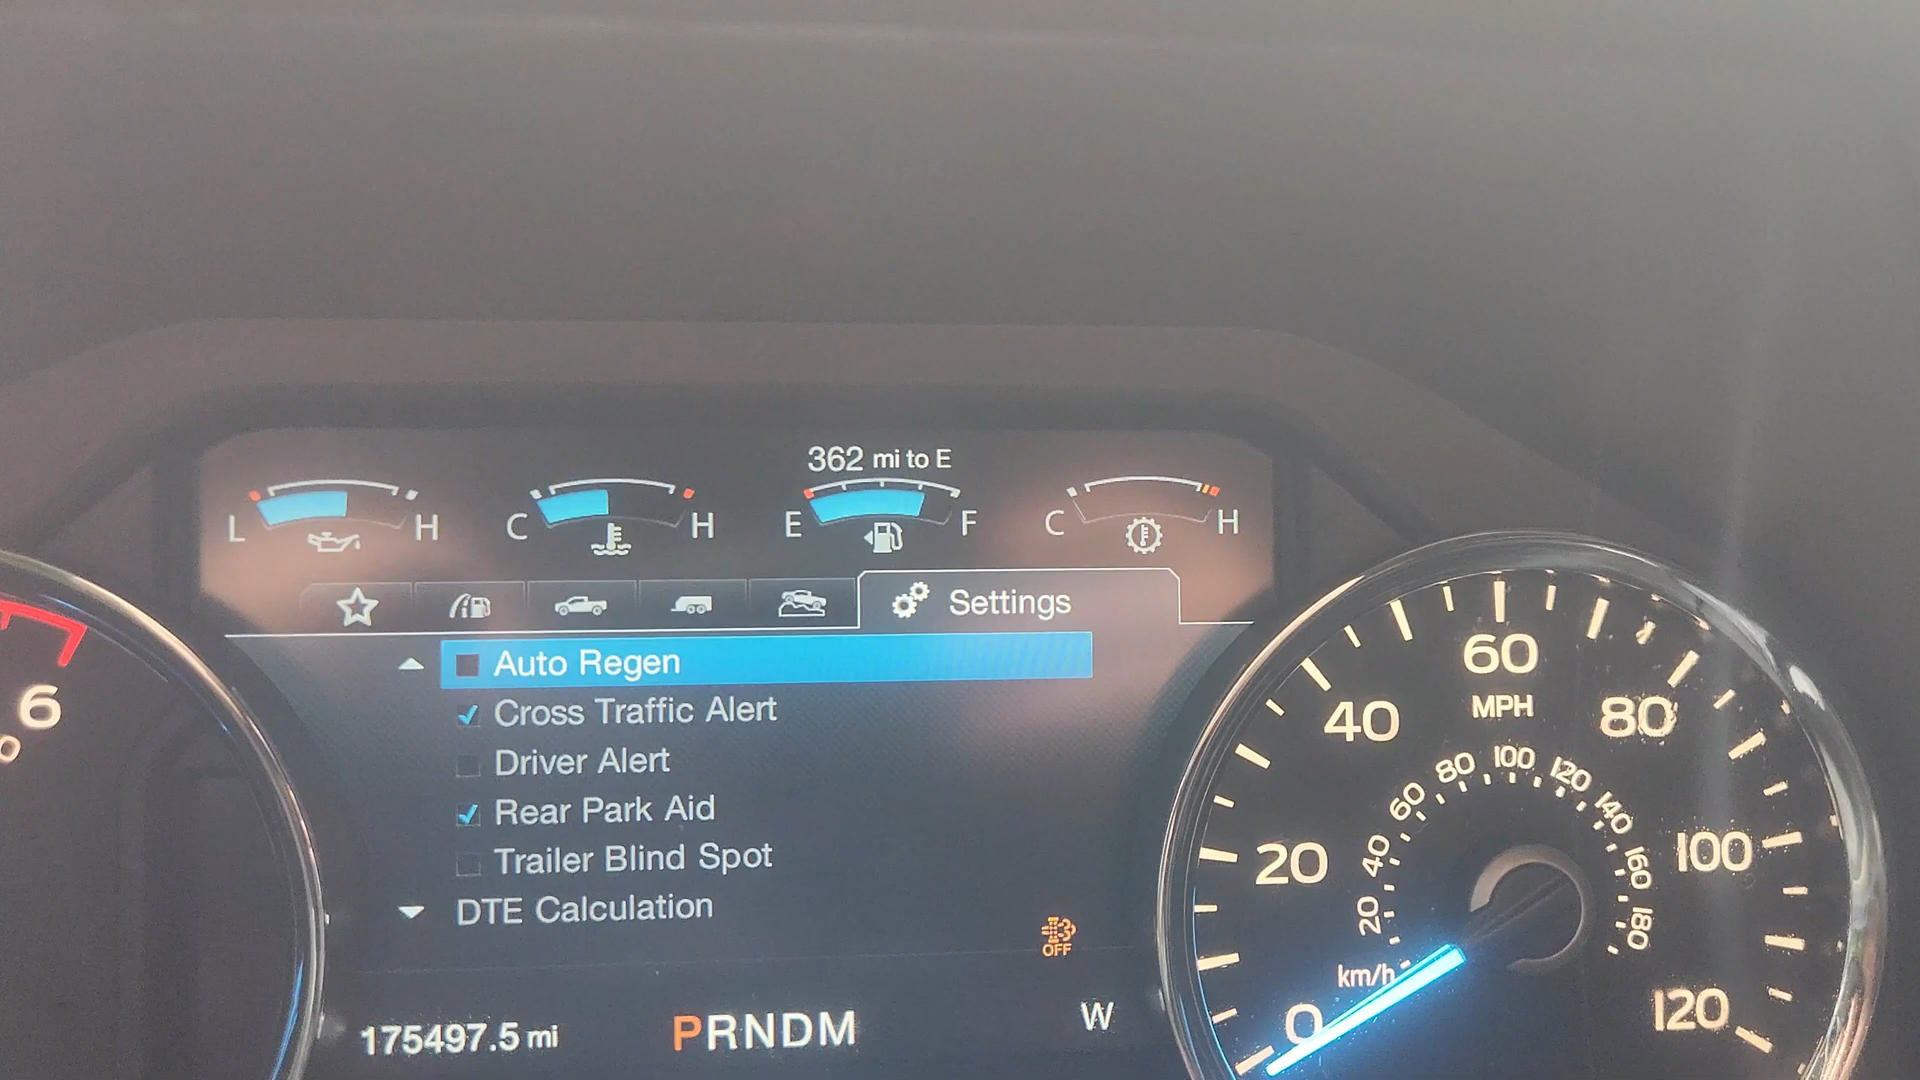 362 mi to E
L H C H E F C H
Settings
Auto Regen
Cross Traffic Alert
Driver Alert
Rear Park Aid
Trailer Blind Spot
DTE Calculation
OFF
175497.5 mi
PRNDM
W
6
0 20 40 60 80 100 120
MPH
20 40 60 80 100 120 140 160 180
km/h